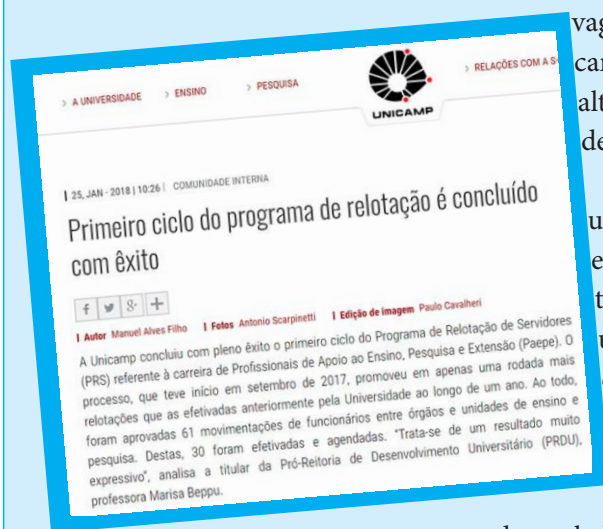 > A UNIVERSIDADE > ENSINO > PESQUISA
UNICAMP
> RELAÇÕES COM A
25, JAN - 2018 | 10:26 | COMUNIDADE INTERNA
Primeiro ciclo do programa de relotação é concluído
com êxito
| Autor Manuel Alves Filho | Fotos Antonio Scarpinetti | Edição de imagem Paulo Cavalheri
A Unicamp concluiu com pleno êxito o primeiro ciclo do Programa de Relotação de Servidores
(PRS) referente à carreira de Profissionais de Apoio ao Ensino, Pesquisa e Extensão (Paepe). O
processo, que teve início em setembro de 2017, promoveu em apenas uma rodada mais
relotações que as efetivadas anteriormente pela Universidade ao longo de um ano. Ao todo,
foram aprovadas 61 movimentações de funcionários entre órgãos e unidades de ensino e
pesquisa. Destas, 30 foram efetivadas e agendadas. "Trata-se de um resultado muito
expressivo", analisa a titular da Pró-Reitoria de Desenvolvimento Universitário (PRDU),
professora Marisa Beppu.